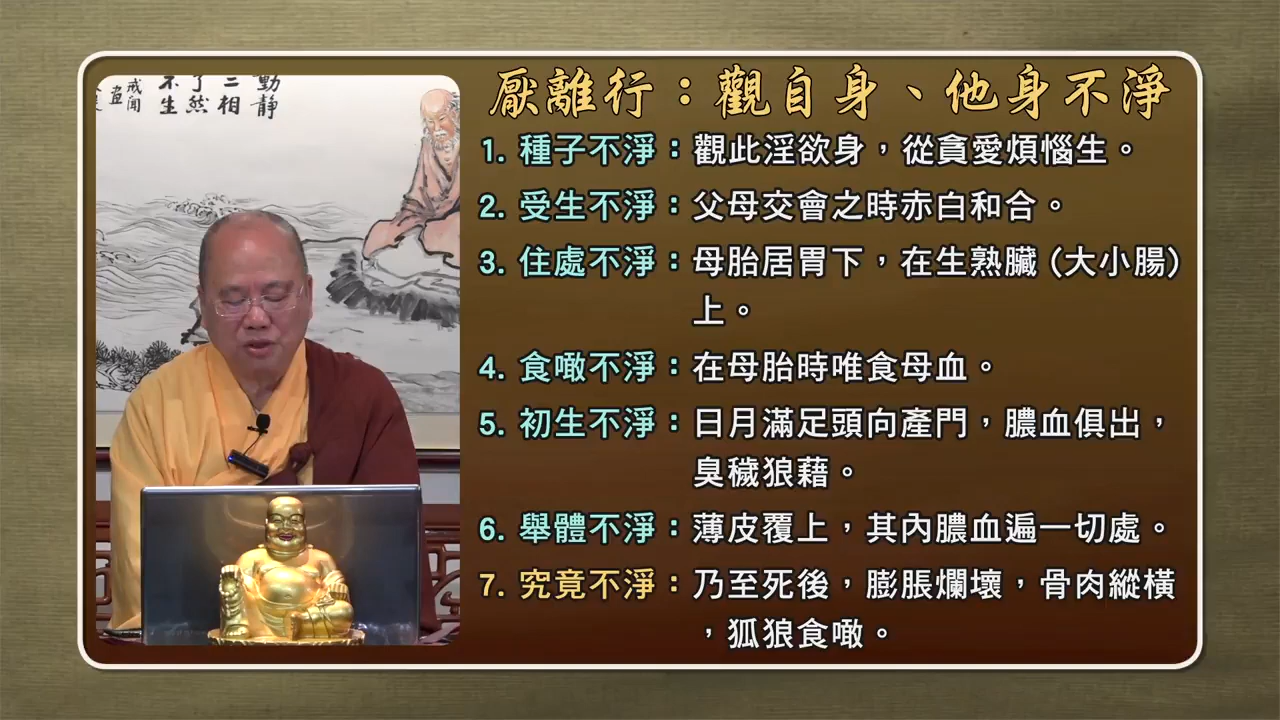 厭離行：觀自身、他身不淨
1. 種子不淨：觀此淫欲身，從貪愛煩惱生。
2. 受生不淨：父母交會之時赤白和合。
3. 住處不淨：母胎居胃下，在生熟臟 (大小腸)
上。
4. 食噉不淨：在母胎時唯食母血。
5. 初生不淨：日月滿足頭向產門，膿血俱出，
臭穢狼藉。
6. 舉體不淨：薄皮覆上，其內膿血遍一切處。
7. 究竟不淨：乃至死後，膨脹爛壞，骨肉縱橫
，狐狼食噉。
動靜
二相
了然
不生
戒聞
畫